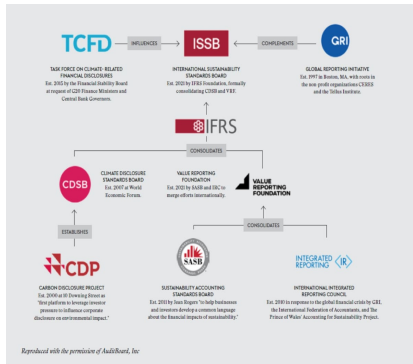 TCFD
INFLUENCES
ISSB
COMPLEMENTS
GRI
TASK FORCE ON CLIMATE-RELATED
FINANCIAL DISCLOSURES
Est. 2015 by the Financial Stability Board
at request of G20 Finance Ministers and
Central Bank Governors.
INTERNATIONAL SUSTAINABILITY
STANDARDS BOARD
Est. 2021 by IFRS Foundation, formally
consolidating CDSB and VRF.
GLOBAL REPORTING INITIATIVE
Est. 1997 in Boston, MA, with roots in
the non-profit organizations CERES
and the Tellus Institute.
IFRS
CONSOLIDATES
CDSB
CLIMATE DISCLOSURE
STANDARDS BOARD
Est. 2007 at World
Economic Forum.
VALUE REPORTING
FOUNDATION
Est. 2021 by SASB and IIRC to
merge efforts internationally.
VALUE
REPORTING
FOUNDATION
ESTABLISHES
CONSOLIDATES
CDP
SASB
INTEGRATED
REPORTING <IR>
CARBON DISCLOSURE PROJECT
Est. 2000 at 10 Downing Street as
"first platform to leverage investor
pressure to influence corporate
disclosure on environmental impact."
SUSTAINABILITY ACCOUNTING
STANDARDS BOARD
Est. 2011 by Jean Rogers "to help businesses
and investors develop a common language
about the financial impacts of sustainability."
INTERNATIONAL INTEGRATED
REPORTING COUNCIL
Est. 2010 in response to the global financial crisis by GRI,
the International Federation of Accountants, and The
Prince of Wales' Accounting for Sustainability Project.
Reproduced with the permission of AuditBoard, Inc